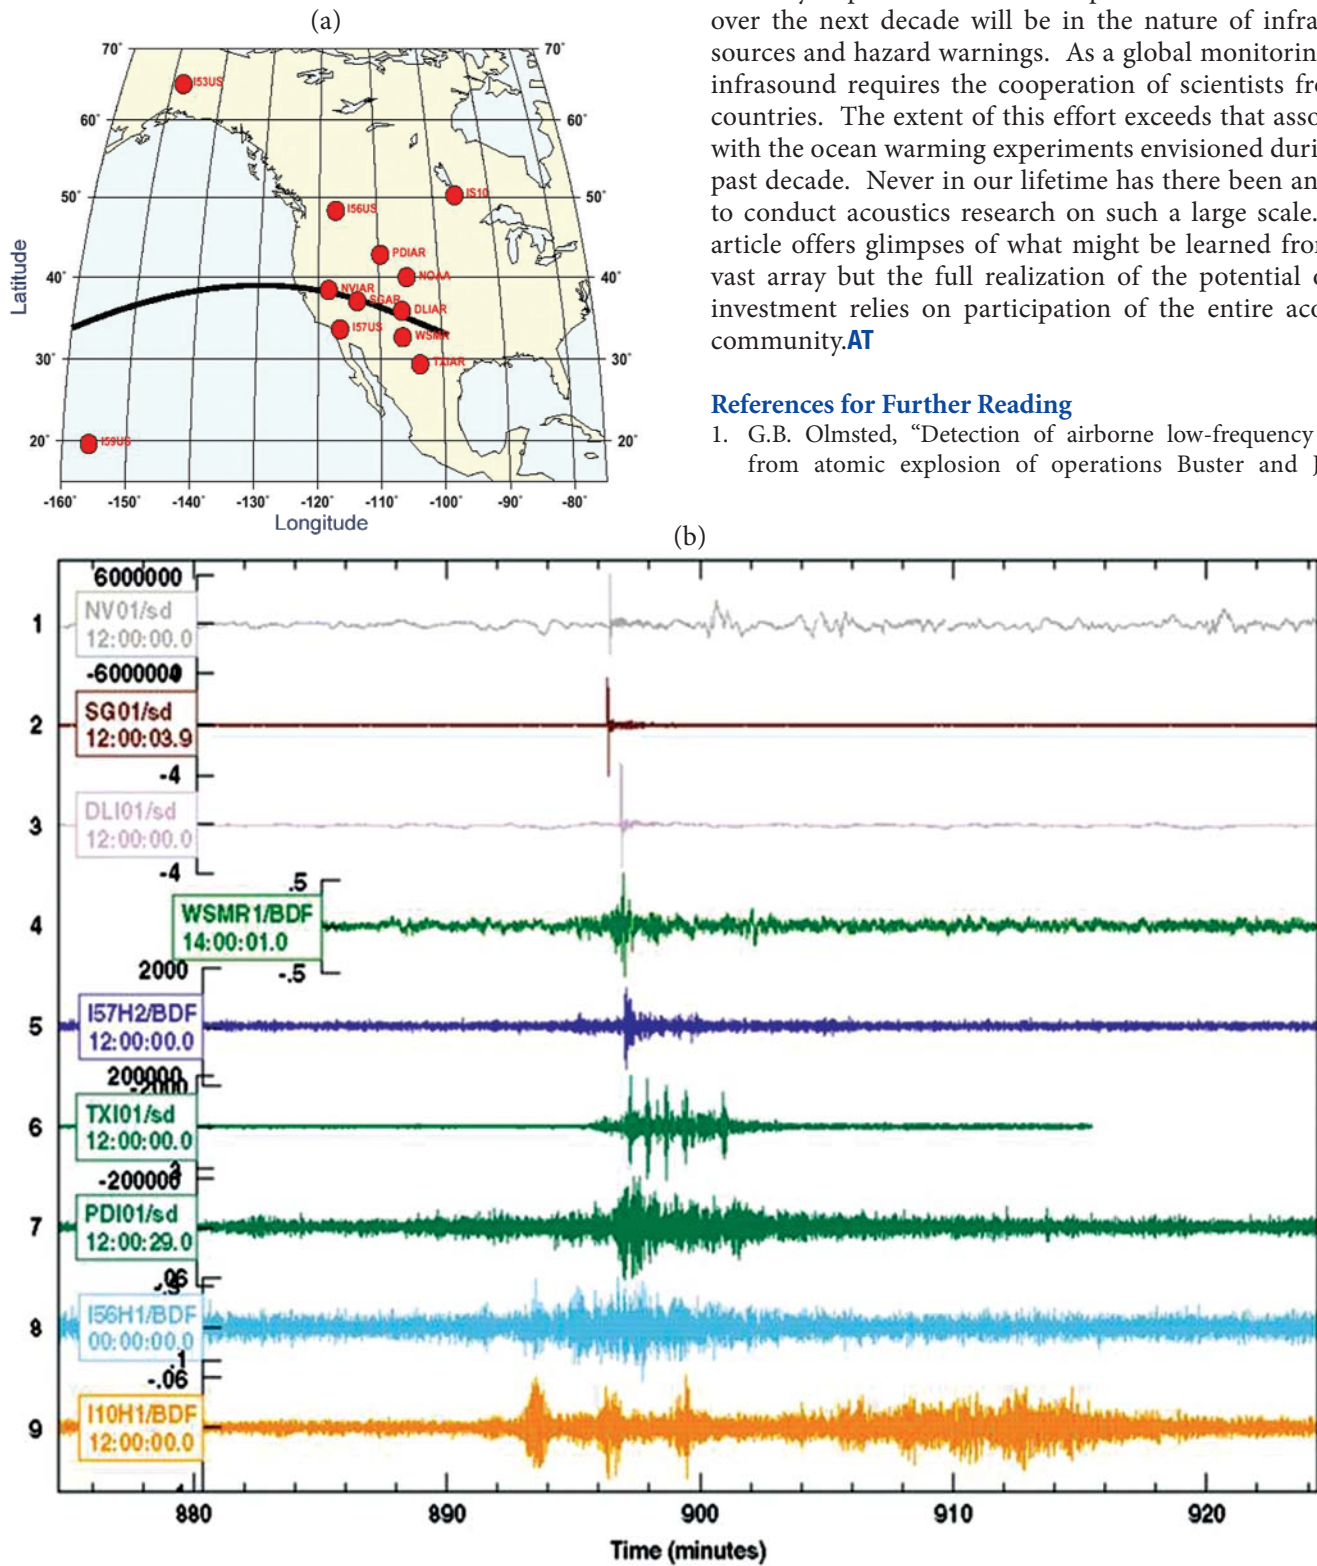 (a)
70° 70°
I53US
60° 60°
50° 50°
I56US
IS10
PDIAR
NOAA
40° 40°
NVIAR
SGAR
DLIAR
I57US
WSMR
30° 30°
TXIAR
20° 20°
I59US
-160° -150° -140° -130° -120° -110° -100° -90° -80°
Latitude
Longitude
over the next decade will be in the nature of infra
sources and hazard warnings. As a global monitorin
infrasound requires the cooperation of scientists fr
countries. The extent of this effort exceeds that asso
with the ocean warming experiments envisioned duri
past decade. Never in our lifetime has there been an
to conduct acoustics research on such a large scale.
article offers glimpses of what might be learned from
vast array but the full realization of the potential o
investment relies on participation of the entire aco
community.AT
References for Further Reading
1. G.B. Olmsted, “Detection of airborne low-frequency
from atomic explosion of operations Buster and J
(b)
6000000
1
NV01/sd
12:00:00.0
-6000000
2
SG01/sd
12:00:03.9
-4
3
DLI01/sd
12:00:00.0
-4
.5
4
WSMR1/BDF
14:00:01.0
-.5
2000
5
I57H2/BDF
12:00:00.0
200000
-2000
6
TXI01/sd
12:00:00.0
-200000
7
PDI01/sd
12:00:29.0
.06
8
I56H1/BDF
00:00:00.0
.1
-.06
9
I10H1/BDF
12:00:00.0
880 890 900 910 920
Time (minutes)